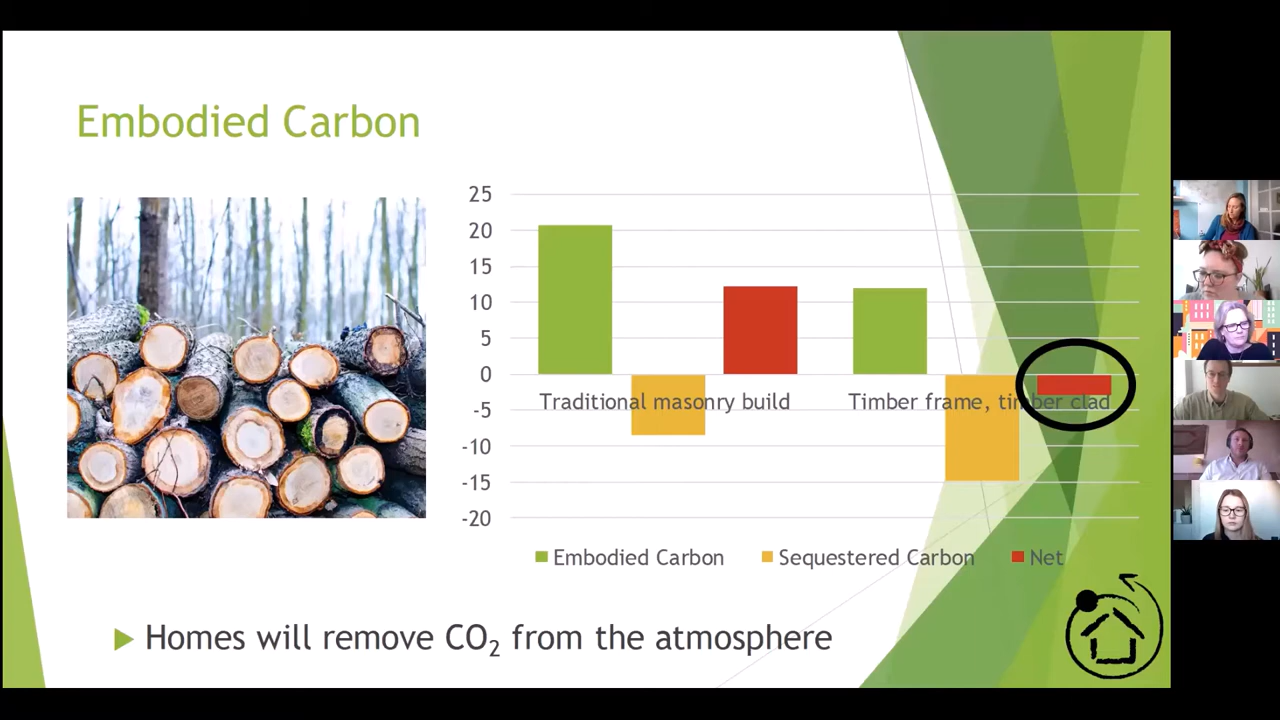 Embodied Carbon
25
20
15
10
5
0
-5
-10
-15
-20
Traditional masonry build
Timber frame, timber clad
Embodied Carbon
Sequestered Carbon
Net
Homes will remove CO₂ from the atmosphere